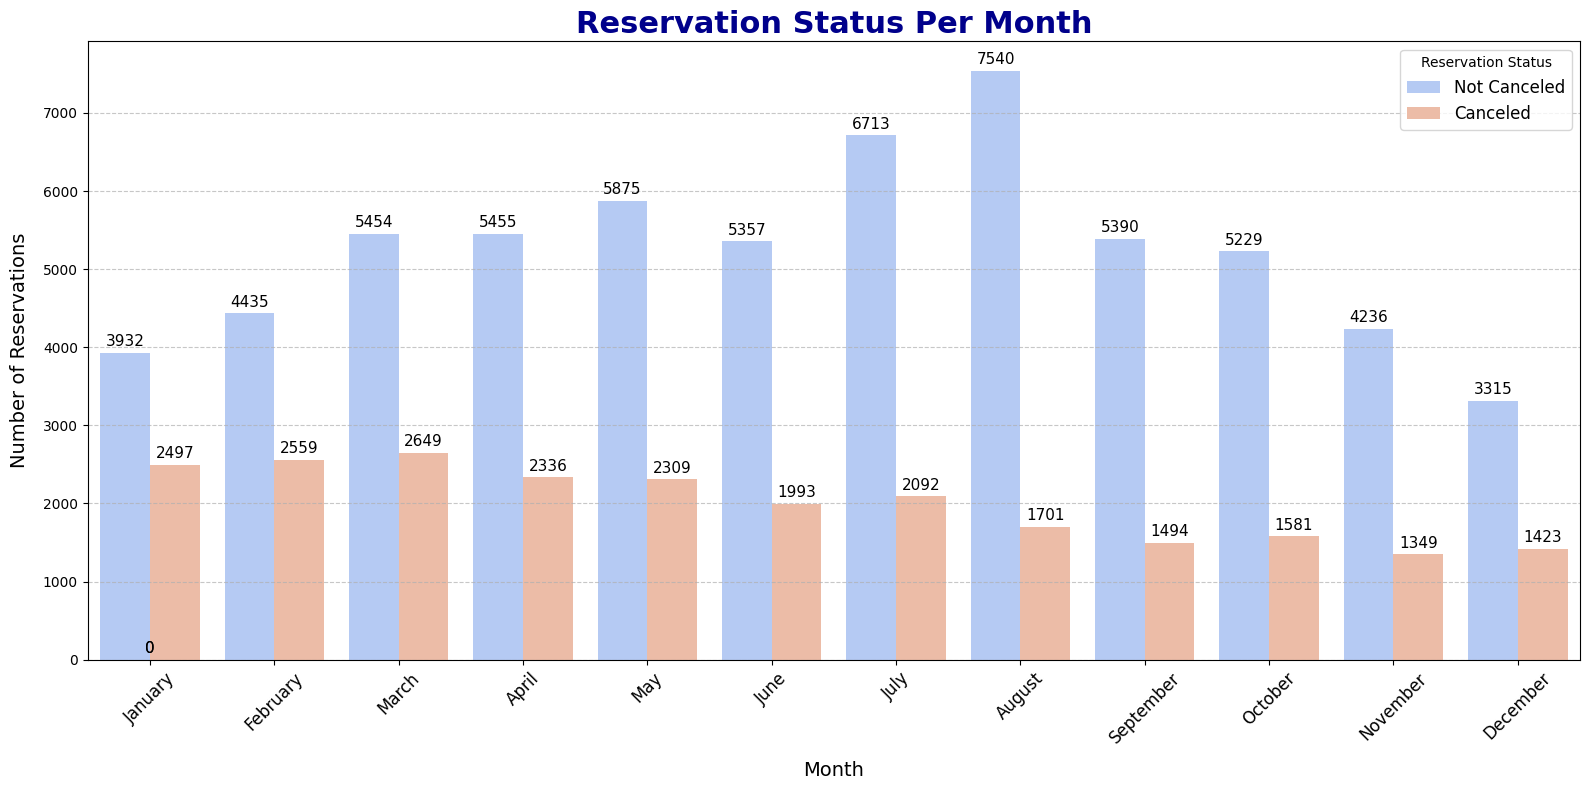 Reservation Status Per Month
Reservation Status
Not Canceled
Canceled
Number of Reservations
7000
6000
5000
4000
3000
2000
1000
0
3932
2497
0
4435
2559
5454
2649
5455
2336
5875
2309
5357
1993
6713
2092
7540
1701
5390
1494
5229
1581
4236
1349
3315
1423
January
February
March
April
May
June
July
August
September
October
November
December
Month